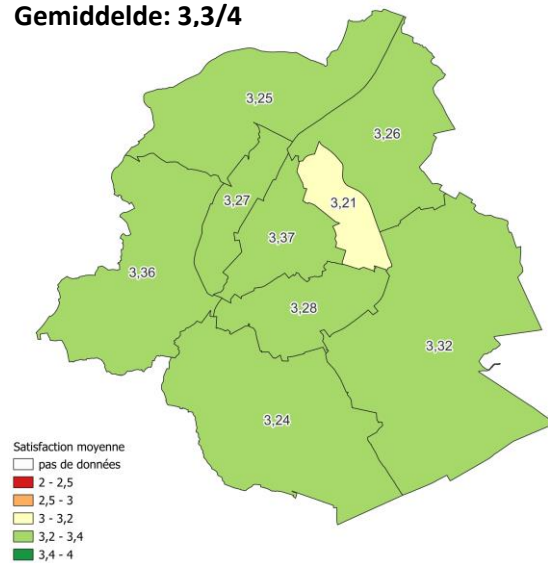 Gemiddelde: 3,3/4
3,25
3,26
3,27
3,21
3,37
3,36
3,28
3,32
3,24
Satisfaction moyenne
pas de données
2 - 2,5
2,5 - 3
3 - 3,2
3,2 - 3,4
3,4 - 4